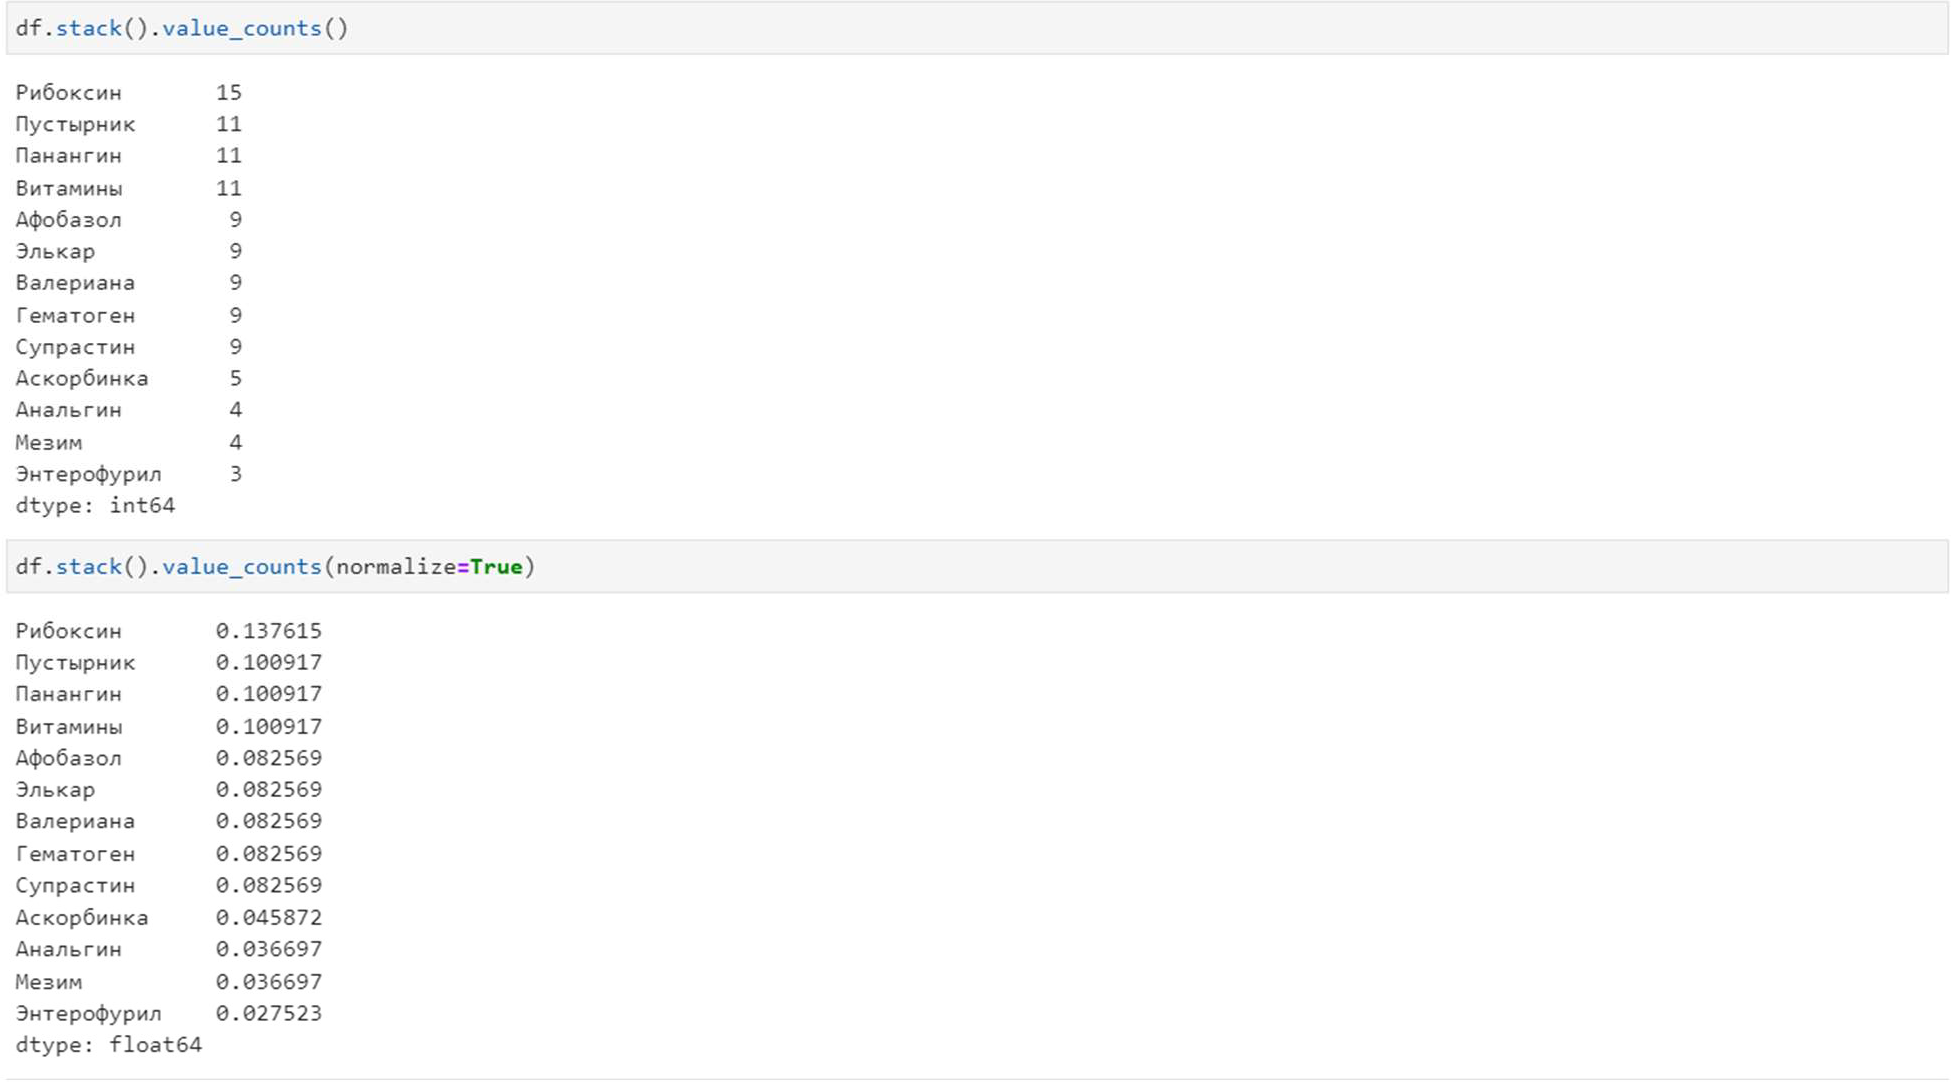 df.stack().value_counts()
Рибоксин 15
Пустырник 11
Панангин 11
Витамины 11
Афобазол 9
Элькар 9
Валериана 9
Гематоген 9
Супрастин 9
Аскорбинка 5
Анальгин 4
Мезим 4
Энтерофурил 3
dtype: int64
df.stack().value_counts(normalize=True)
Рибоксин 0.137615
Пустырник 0.100917
Панангин 0.100917
Витамины 0.100917
Афобазол 0.082569
Элькар 0.082569
Валериана 0.082569
Гематоген 0.082569
Супрастин 0.082569
Аскорбинка 0.045872
Анальгин 0.036697
Мезим 0.036697
Энтерофурил 0.027523
dtype: float64